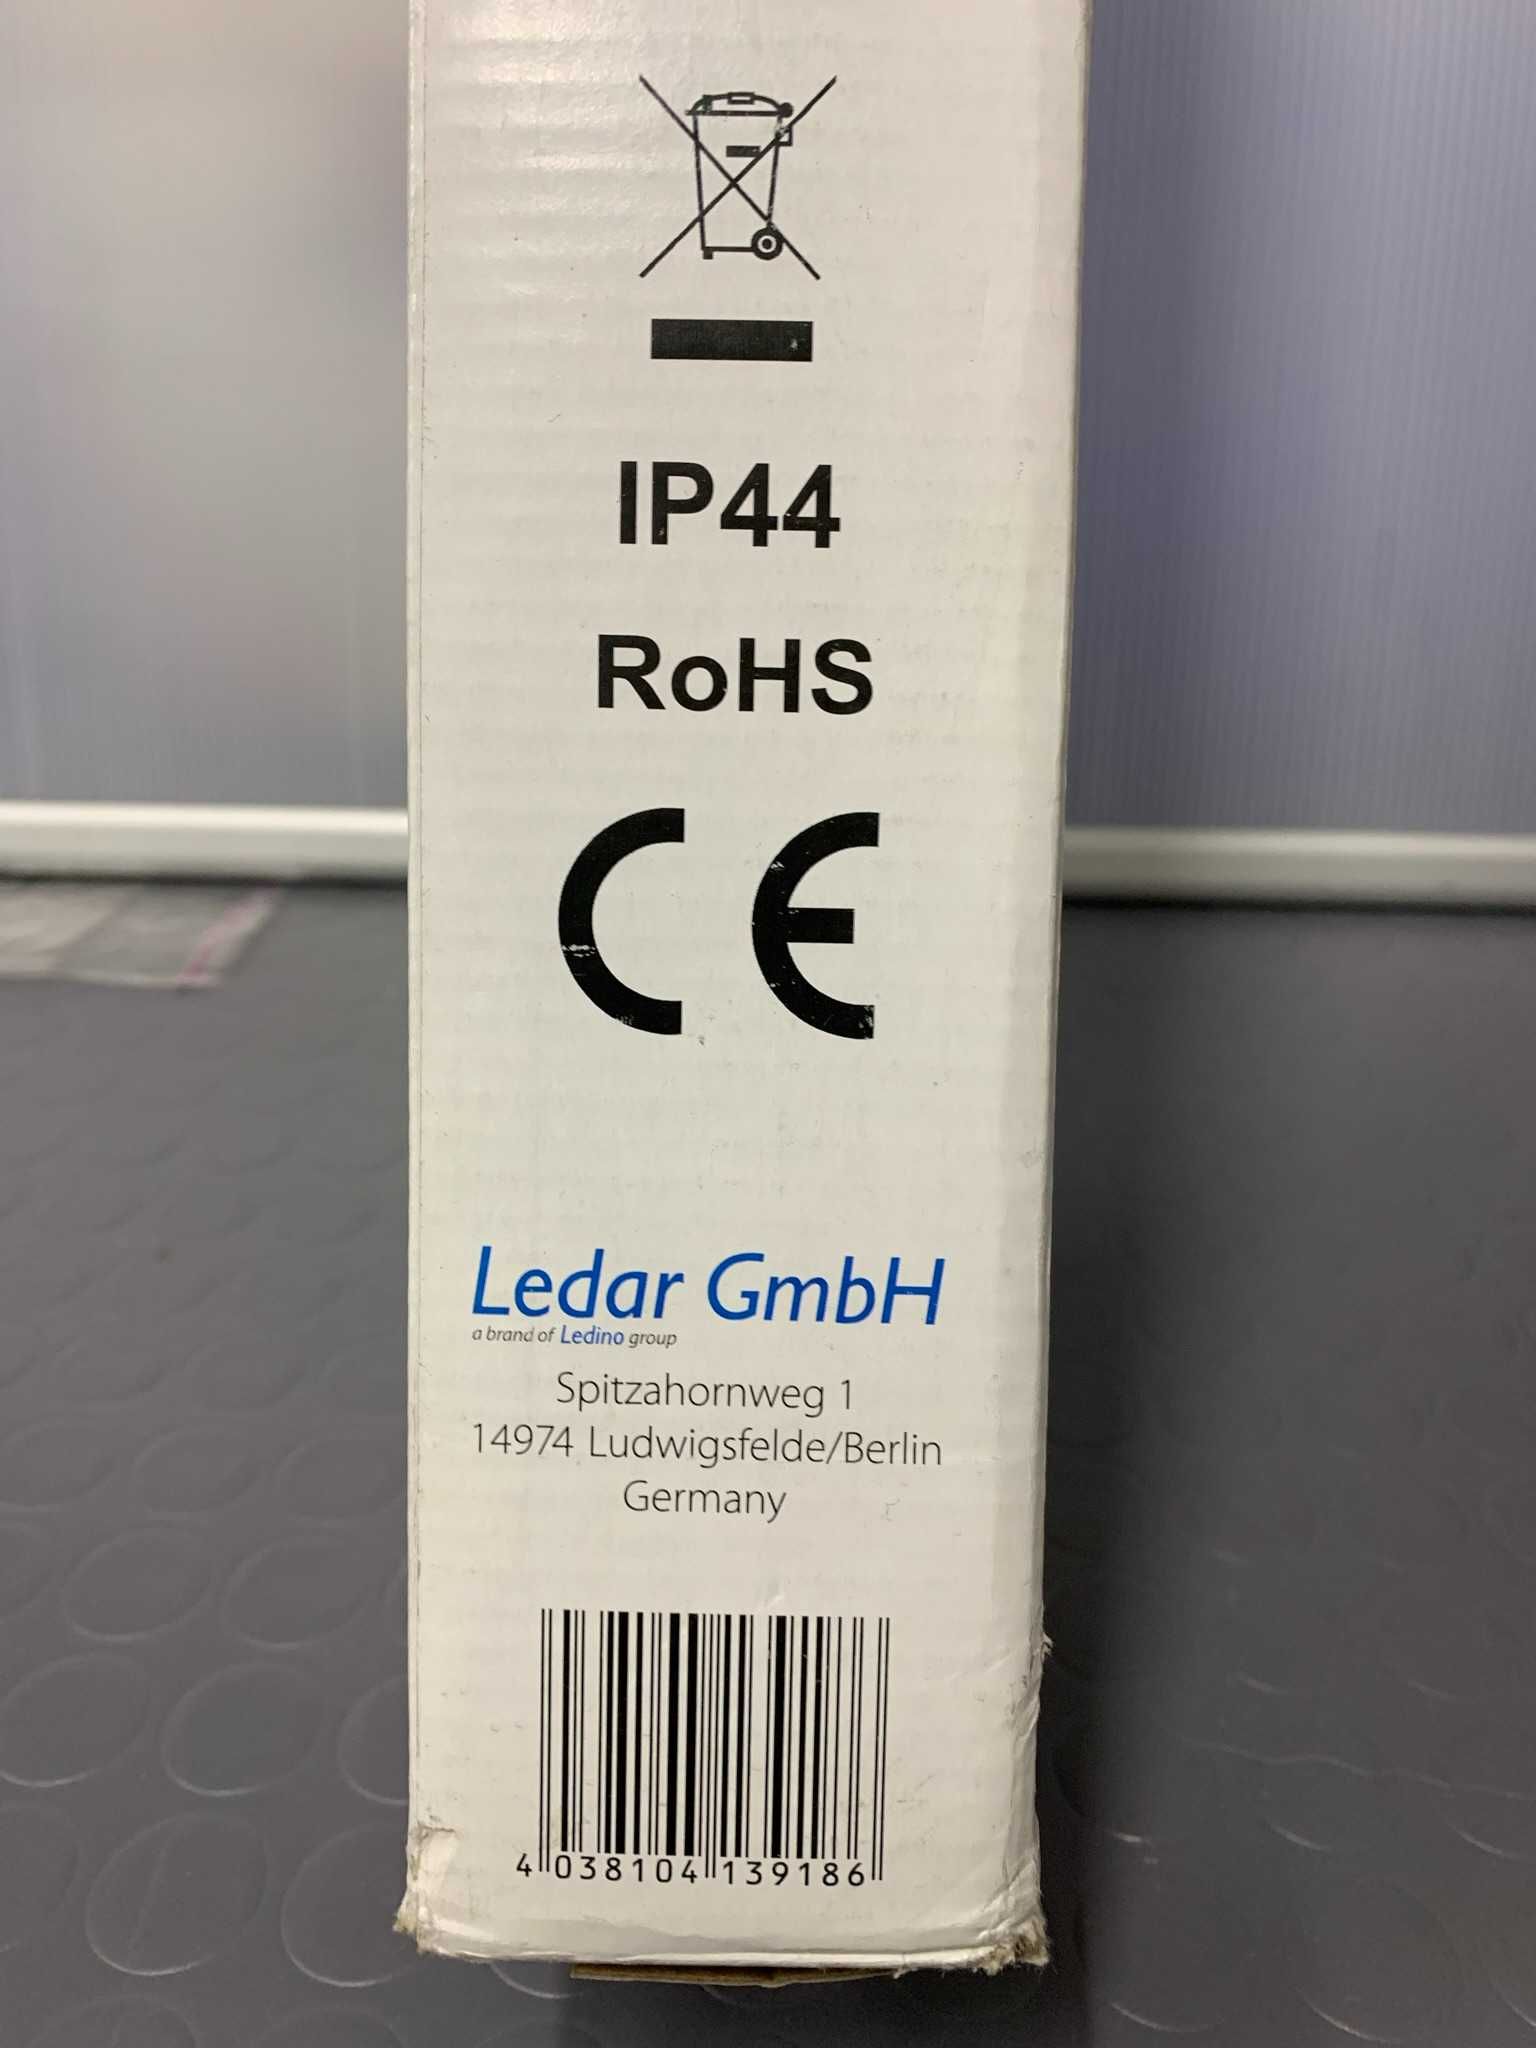 IP44
RoHS
CE
Ledar GmbH
a brand of Ledino group
Spitzahornweg 1
14974 Ludwigsfelde/Berlin
Germany
4 038104 139186